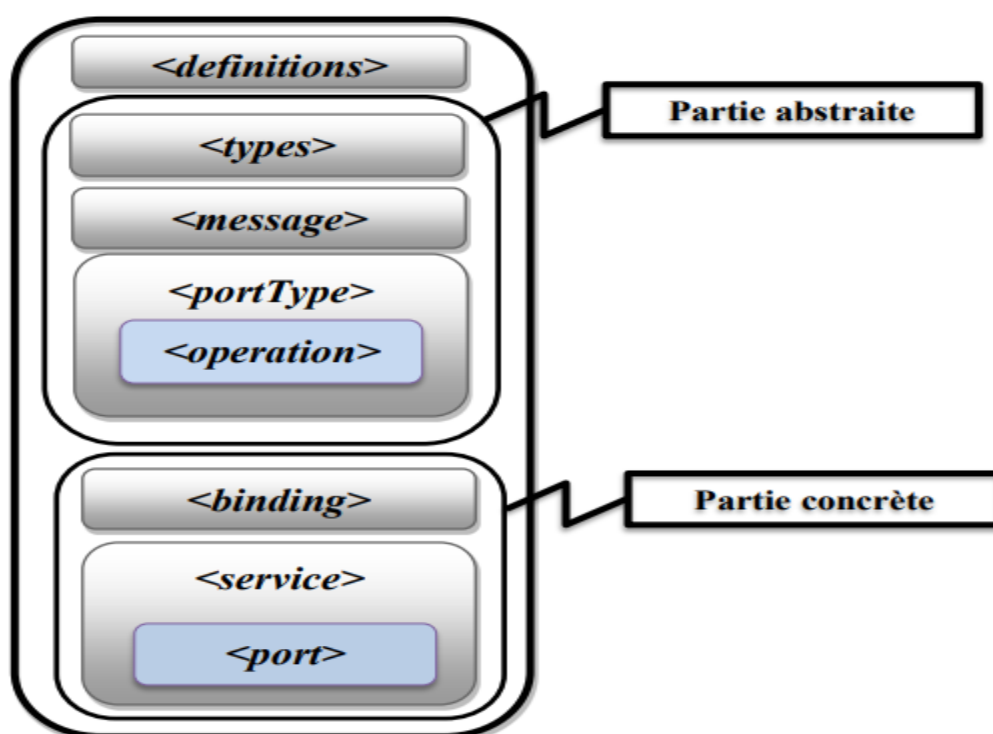 <definitions>
Partie abstraite
<types>
<message>
<portType>
<operation>
<binding>
Partie concrète
<service>
<port>